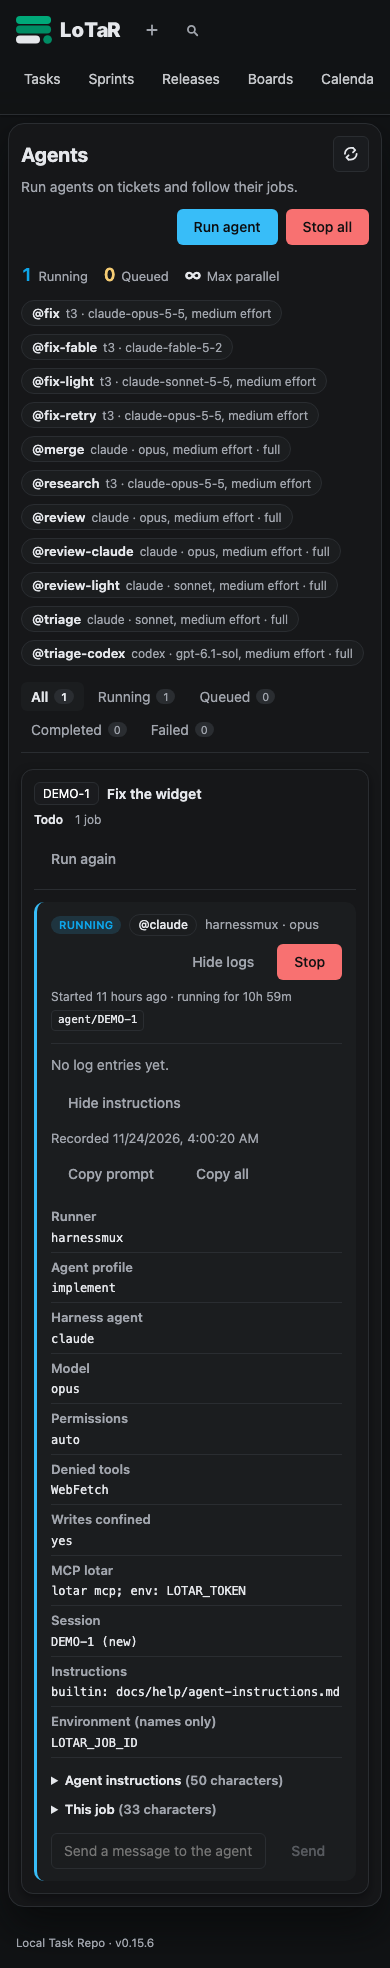 LoTaR
Tasks Sprints Releases Boards Calenda
Agents
Run agents on tickets and follow their jobs.
Run agent Stop all
1 Running 0 Queued ∞ Max parallel
@fix t3 · claude-opus-5-5, medium effort
@fix-fable t3 · claude-fable-5-2
@fix-light t3 · claude-sonnet-5-5, medium effort
@fix-retry t3 · claude-opus-5-5, medium effort
@merge claude · opus, medium effort · full
@research t3 · claude-opus-5-5, medium effort
@review claude · opus, medium effort · full
@review-claude claude · opus, medium effort · full
@review-light claude · sonnet, medium effort · full
@triage claude · sonnet, medium effort · full
@triage-codex codex · gpt-6.1-sol, medium effort · full
All 1 Running 1 Queued 0
Completed 0 Failed 0
DEMO-1 Fix the widget
Todo 1 job
Run again
RUNNING @claude harnessmux · opus
Hide logs Stop
Started 11 hours ago · running for 10h 59m
agent/DEMO-1
No log entries yet.
Hide instructions
Recorded 11/24/2026, 4:00:20 AM
Copy prompt Copy all
Runner
harnessmux
Agent profile
implement
Harness agent
claude
Model
opus
Permissions
auto
Denied tools
WebFetch
Writes confined
yes
MCP lotar
lotar mcp; env: LOTAR_TOKEN
Session
DEMO-1 (new)
Instructions
builtin: docs/help/agent-instructions.md
Environment (names only)
LOTAR_JOB_ID
Agent instructions (50 characters)
This job (33 characters)
Send a message to the agent Send
Local Task Repo · v0.15.6